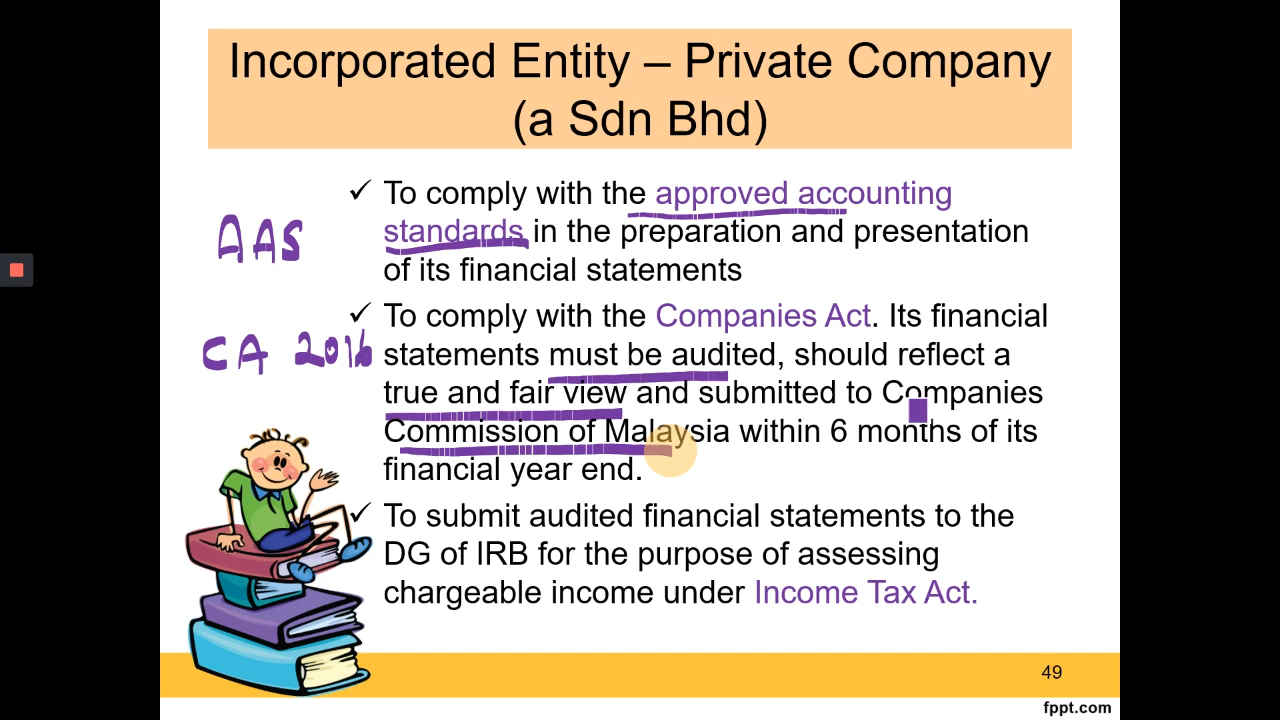 Incorporated Entity – Private Company
(a Sdn Bhd)
✓ To comply with the approved accounting
standards in the preparation and presentation
of its financial statements
AAS
✓ To comply with the Companies Act. Its financial
statements must be audited, should reflect a
true and fair view and submitted to Companies
Commission of Malaysia within 6 months of its
financial year end.
CA 2016
✓ To submit audited financial statements to the
DG of IRB for the purpose of assessing
chargeable income under Income Tax Act.
49
fppt.com